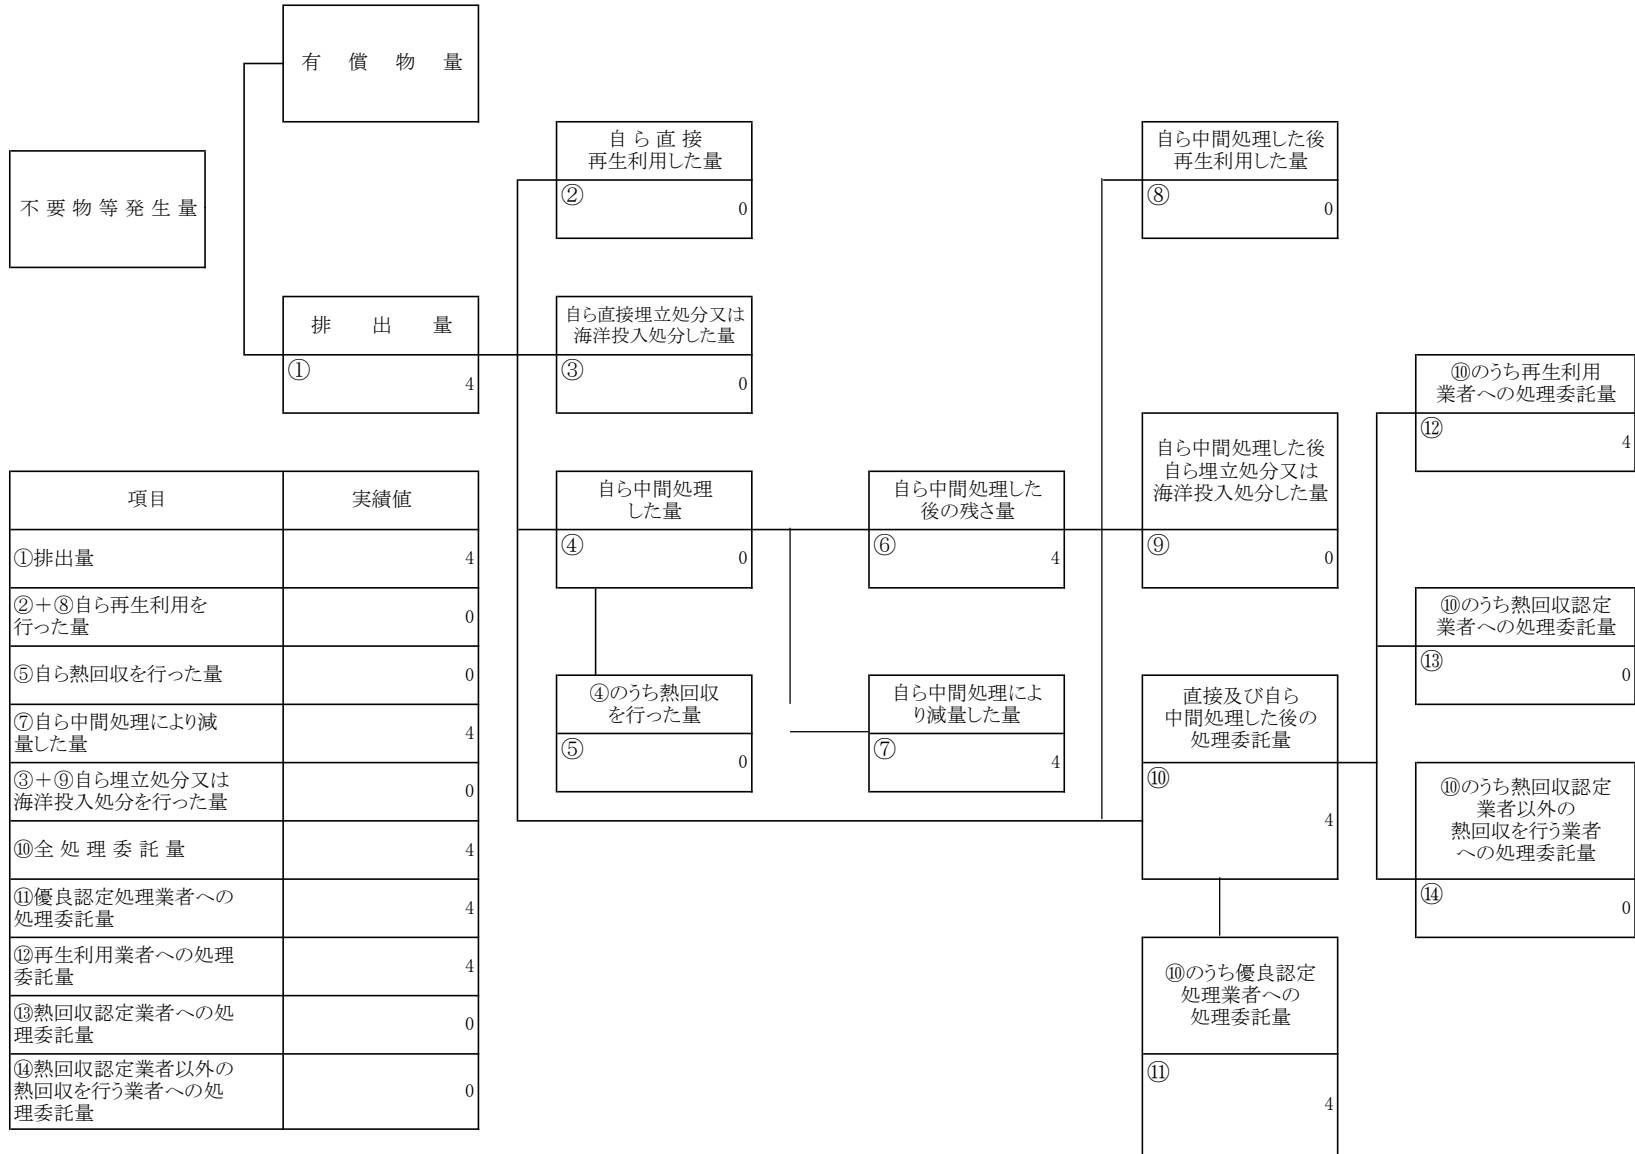 有 償 物 量
不 要 物 等 発 生 量
自 ら 直 接
再生利用した量
②
0
自ら中間処理した後
再生利用した量
⑧
0
排 出 量
①
4
自ら直接埋立処分又は
海洋投入処分した量
③
0
⑩のうち再生利用
業者への処理委託量
⑫
4
自ら中間処理
した量
④
0
自ら中間処理した
後の残さ量
⑥
4
自ら中間処理した後
自ら埋立処分又は
海洋投入処分した量
⑨
0
⑩のうち熱回収認定
業者への処理委託量
⑬
0
④のうち熱回収
を行った量
⑤
0
自ら中間処理によ
り減量した量
⑦
4
直接及び自ら
中間処理した後の
処理委託量
⑩
4
⑩のうち熱回収認定
業者以外の
熱回収を行う業者
への処理委託量
⑭
0
⑩のうち優良認定
処理業者への
処理委託量
⑪
4
項目 実績値
①排出量 4
②＋⑧自ら再生利用を
行った量 0
⑤自ら熱回収を行った量 0
⑦自ら中間処理により減
量した量 4
③＋⑨自ら埋立処分又は
海洋投入処分を行った量 0
⑩全 処 理 委 託 量 4
⑪優良認定処理業者への
処理委託量 4
⑫再生利用業者への処理
委託量 4
⑬熱回収認定業者への処
理委託量 0
⑭熱回収認定業者以外の
熱回収を行う業者への処
理委託量 0